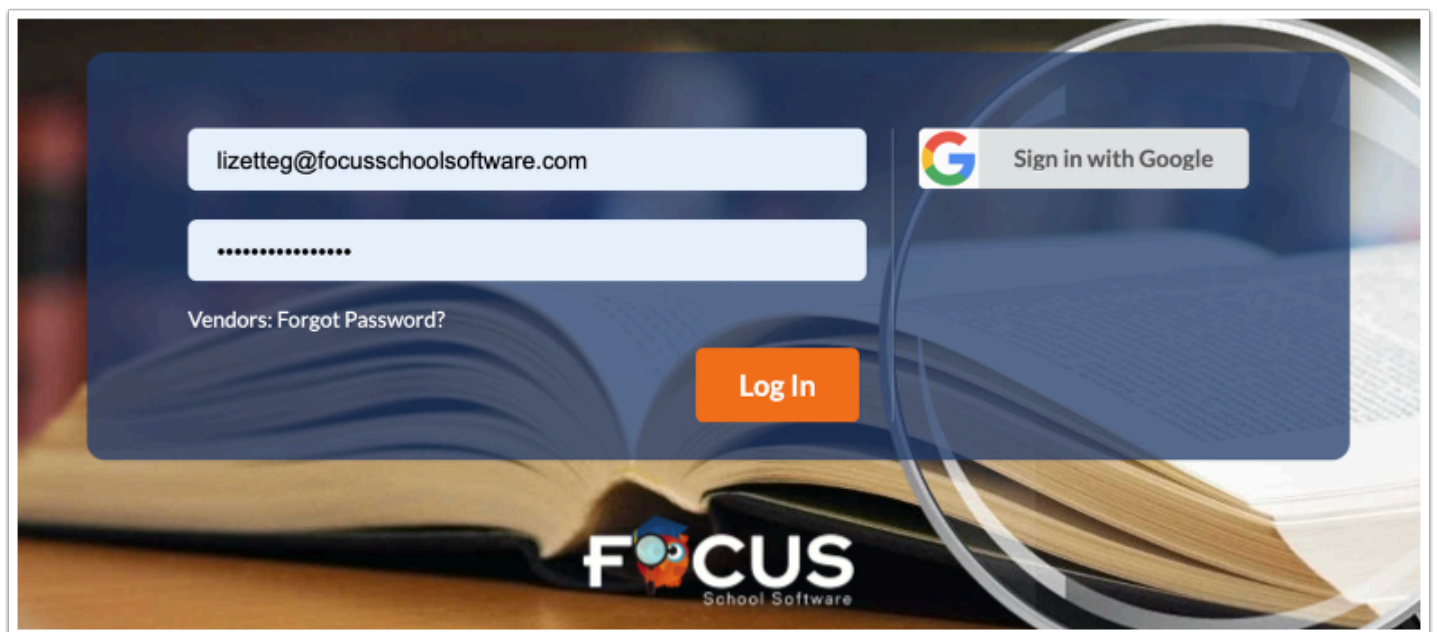 lizetteg@focusschoolsoftware.com
••••••••••••••••
Vendors: Forgot Password?
Log In
Sign in with Google
FOCUS
School Software